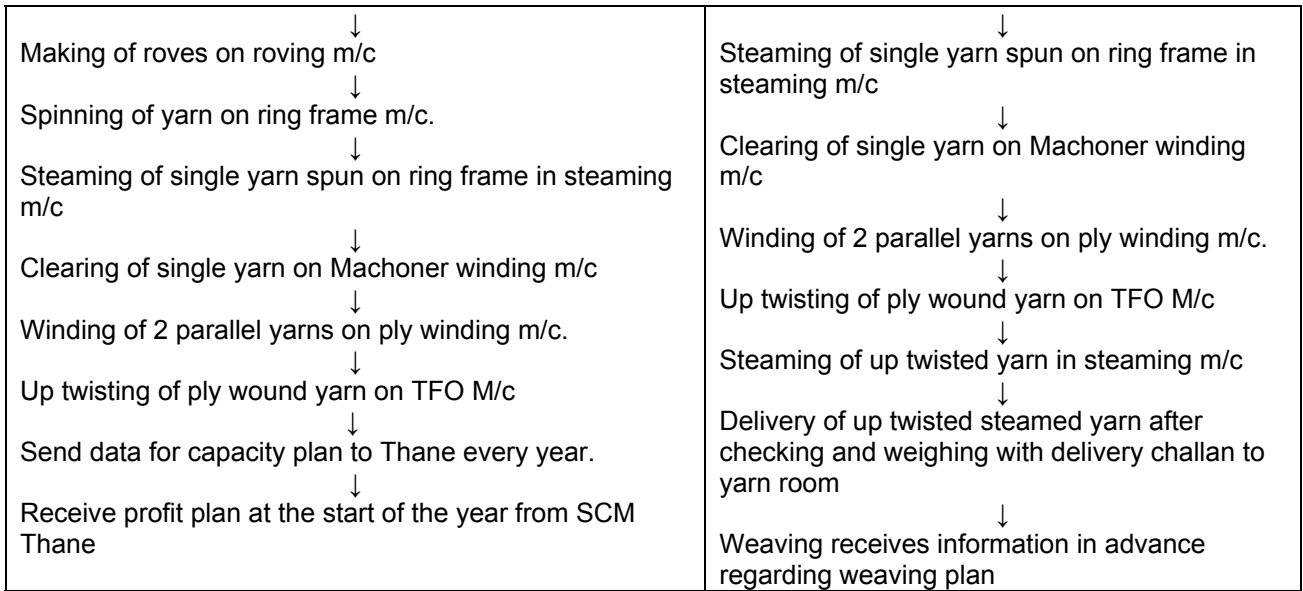 ↓
Making of roves on roving m/c
↓
Spinning of yarn on ring frame m/c.
↓
Steaming of single yarn spun on ring frame in steaming
m/c
↓
Clearing of single yarn on Machoner winding m/c
↓
Winding of 2 parallel yarns on ply winding m/c.
↓
Up twisting of ply wound yarn on TFO M/c
↓
Send data for capacity plan to Thane every year.
↓
Receive profit plan at the start of the year from SCM
Thane
↓
Steaming of single yarn spun on ring frame in
steaming m/c
↓
Clearing of single yarn on Machoner winding
m/c
↓
Winding of 2 parallel yarns on ply winding m/c.
↓
Up twisting of ply wound yarn on TFO M/c
↓
Steaming of up twisted yarn in steaming m/c
↓
Delivery of up twisted steamed yarn after
checking and weighing with delivery challan to
yarn room
↓
Weaving receives information in advance
regarding weaving plan